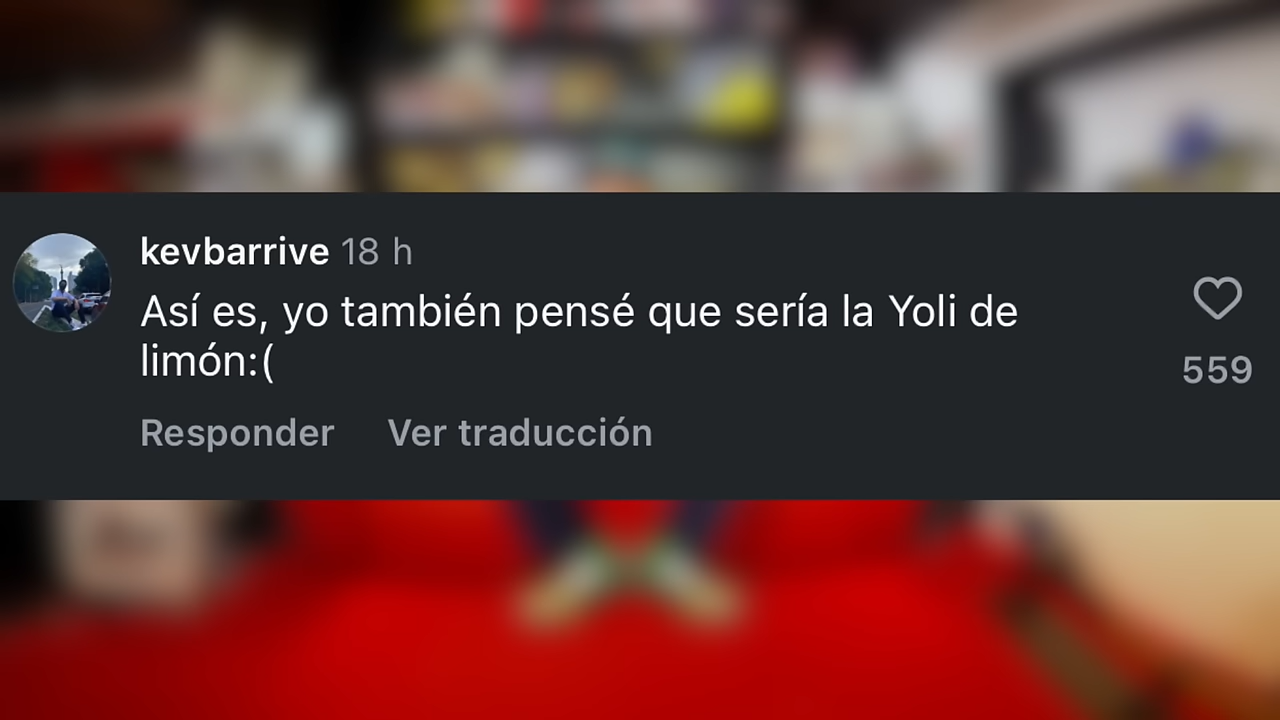 kevbarrive 18 h
Así es, yo también pensé que sería la Yoli de
limón:(
559
Responder Ver traducción